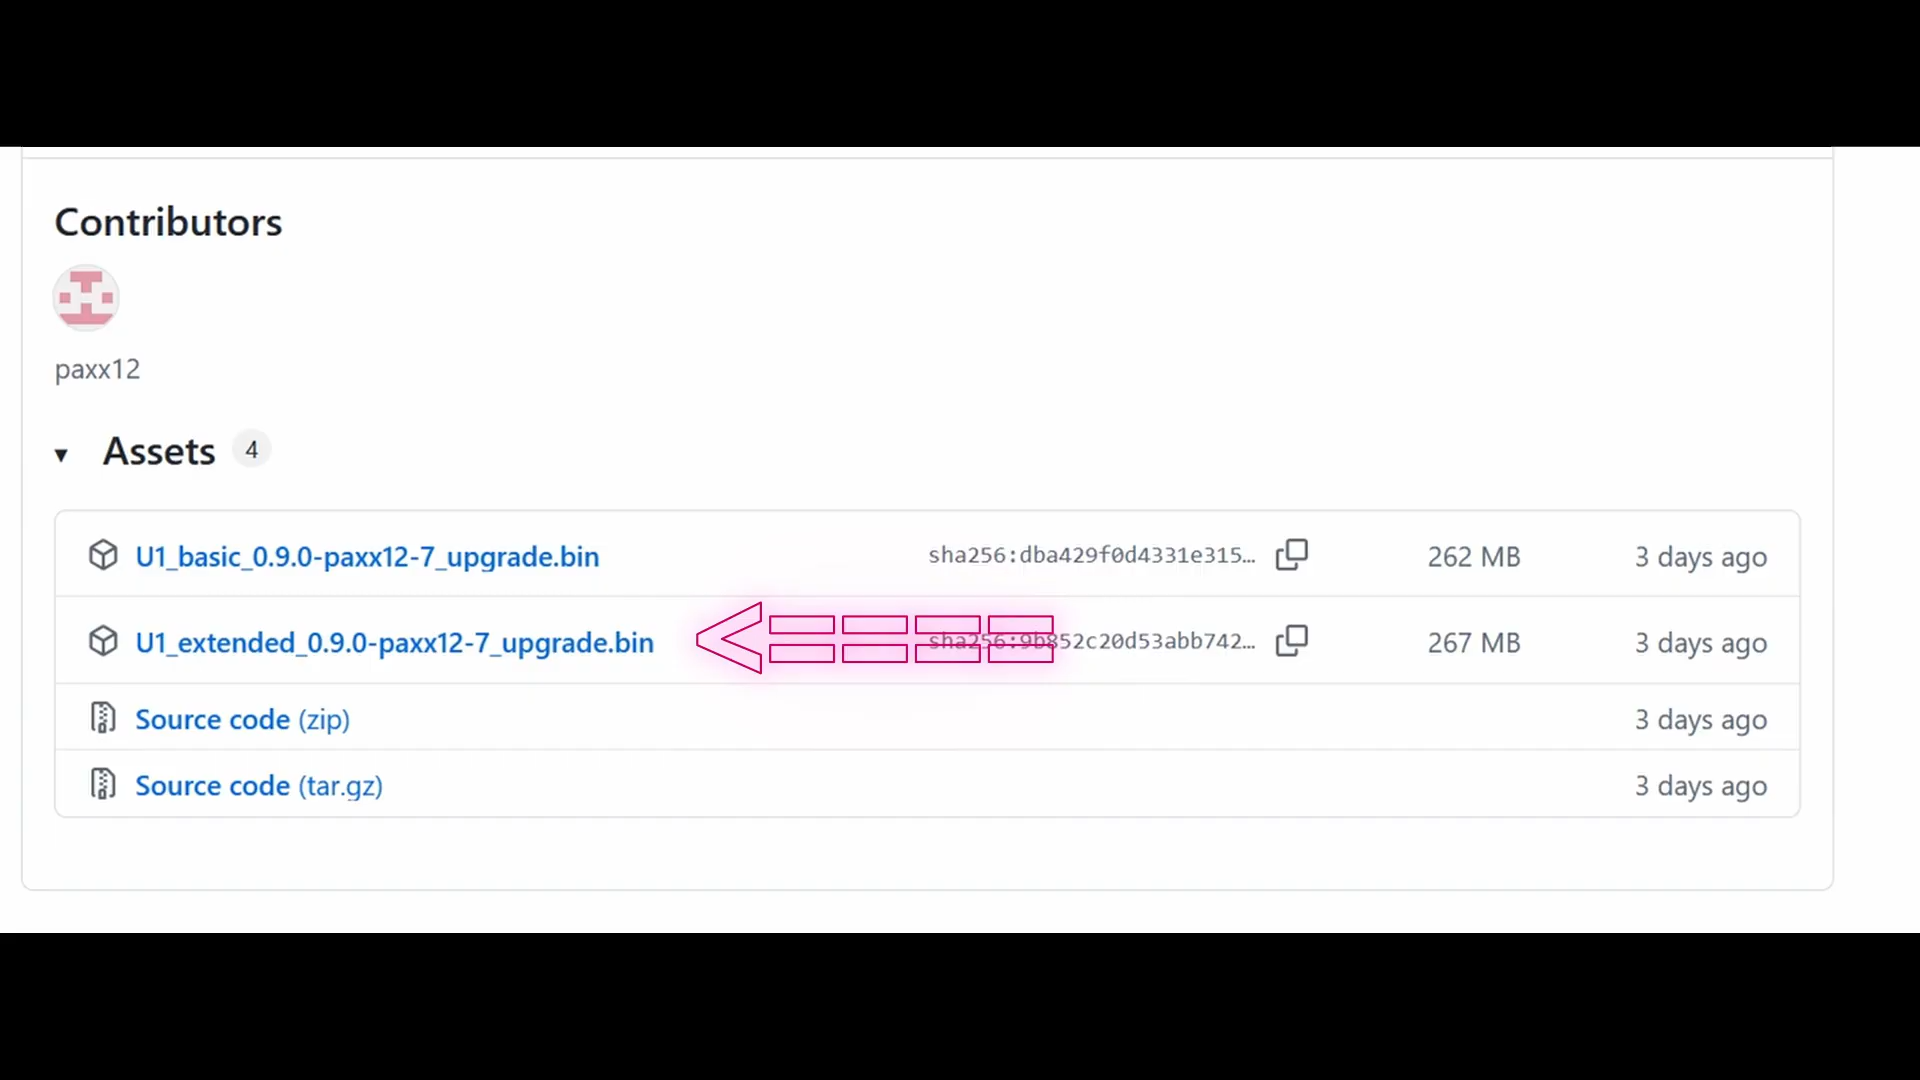 Contributors
paxx12
Assets 4
U1_basic_0.9.0-paxx12-7_upgrade.bin sha256:dba429f0d4331e315… 262 MB 3 days ago
U1_extended_0.9.0-paxx12-7_upgrade.bin sha256:9b852c20d53abb742… 267 MB 3 days ago
Source code (zip) 3 days ago
Source code (tar.gz) 3 days ago